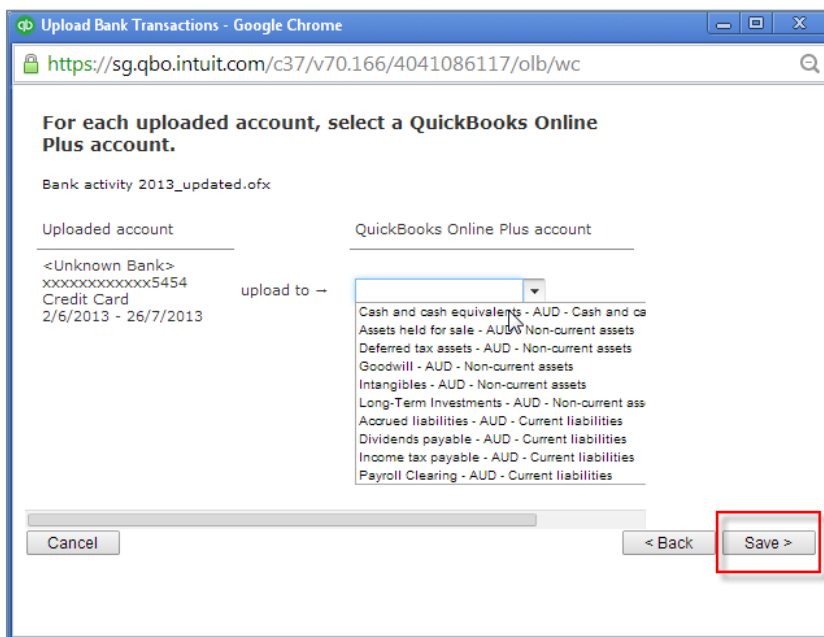 Upload Bank Transactions - Google Chrome
https://sg.qbo.intuit.com/c37/v70.166/4041086117/olb/wc
For each uploaded account, select a QuickBooks Online
Plus account.
Bank activity 2013_updated.ofx
Uploaded account
QuickBooks Online Plus account
<Unknown Bank>
xxxxxxxxxxxx5454
Credit Card
2/6/2013 - 26/7/2013
upload to →
Cash and cash equivalents - AUD - Cash and ca
Assets held for sale - AUD - Non-current assets
Deferred tax assets - AUD - Non-current assets
Goodwill - AUD - Non-current assets
Intangibles - AUD - Non-current assets
Long-Term Investments - AUD - Non-current ass
Accrued liabilities - AUD - Current liabilities
Dividends payable - AUD - Current liabilities
Income tax payable - AUD - Current liabilities
Payroll Clearing - AUD - Current liabilities
Cancel
< Back
Save >